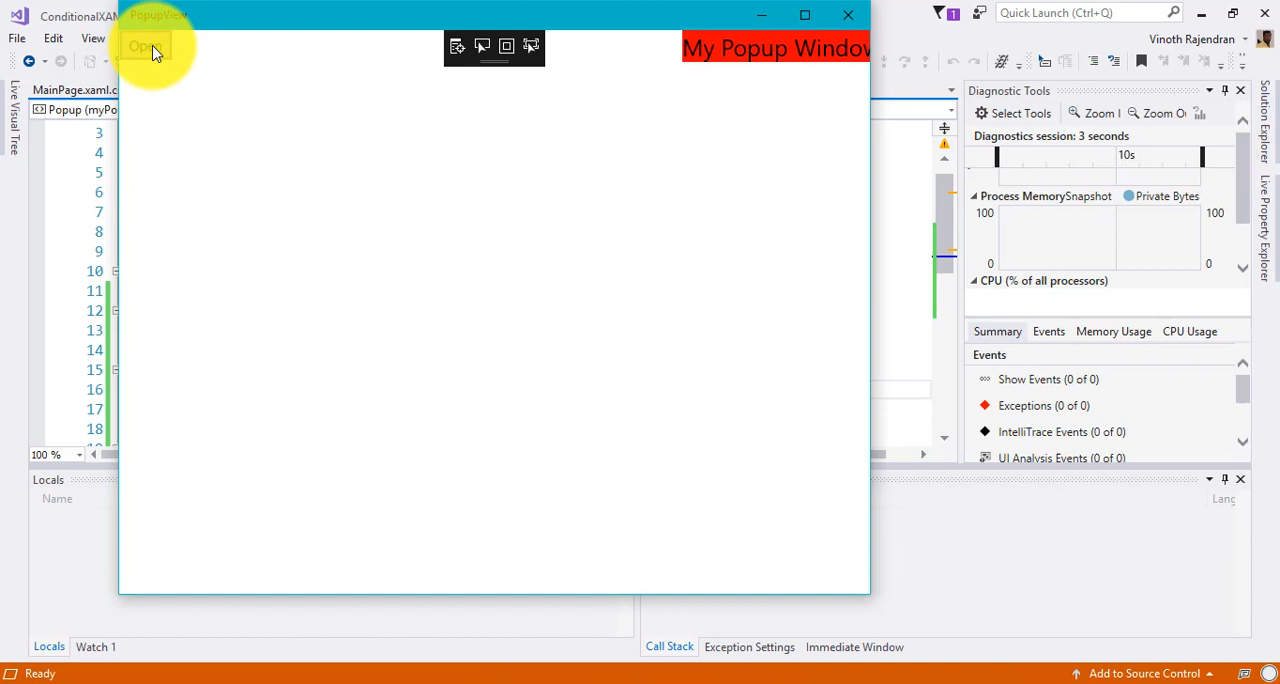 ConditionalXAM
PopupView
1
Quick Launch (Ctrl+Q)
File Edit View
Open
My Popup Window
Vinoth Rajendran
MainPage.xaml.c
Popup (myPo
Live Visual Tree
3
4
5
6
7
8
9
10
11
12
13
14
15
16
17
18
100 %
Diagnostic Tools
Select Tools Zoom I Zoom Ou
Diagnostics session: 3 seconds
10s
Process Memory Snapshot Private Bytes
100 100
0 0
CPU (% of all processors)
Summary Events Memory Usage CPU Usage
Events
Show Events (0 of 0)
Exceptions (0 of 0)
IntelliTrace Events (0 of 0)
UI Analysis Events (0 of 0)
Solution Explorer
Live Property Explorer
Locals
Name
Lang
Locals Watch 1
Call Stack Exception Settings Immediate Window
Ready
Add to Source Control